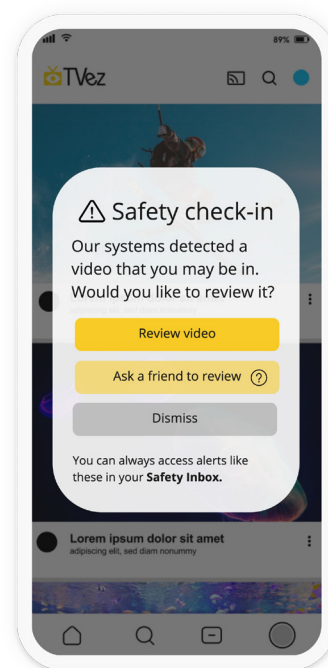 89%
TVez
Safety check-in
Our systems detected a
video that you may be in.
Would you like to review it?
Review video
Ask a friend to review ?
Dismiss
You can always access alerts like
these in your Safety Inbox.
Lorem ipsum dolor sit amet
adipiscing elit, sed diam nonummy